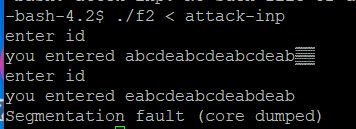 -bash-4.2$ ./f2 < attack-inp
enter id
you entered abcdeabcdeabcdeab▒▒
enter id
you entered eabcdeabcdeabdeab
Segmentation fault (core dumped)